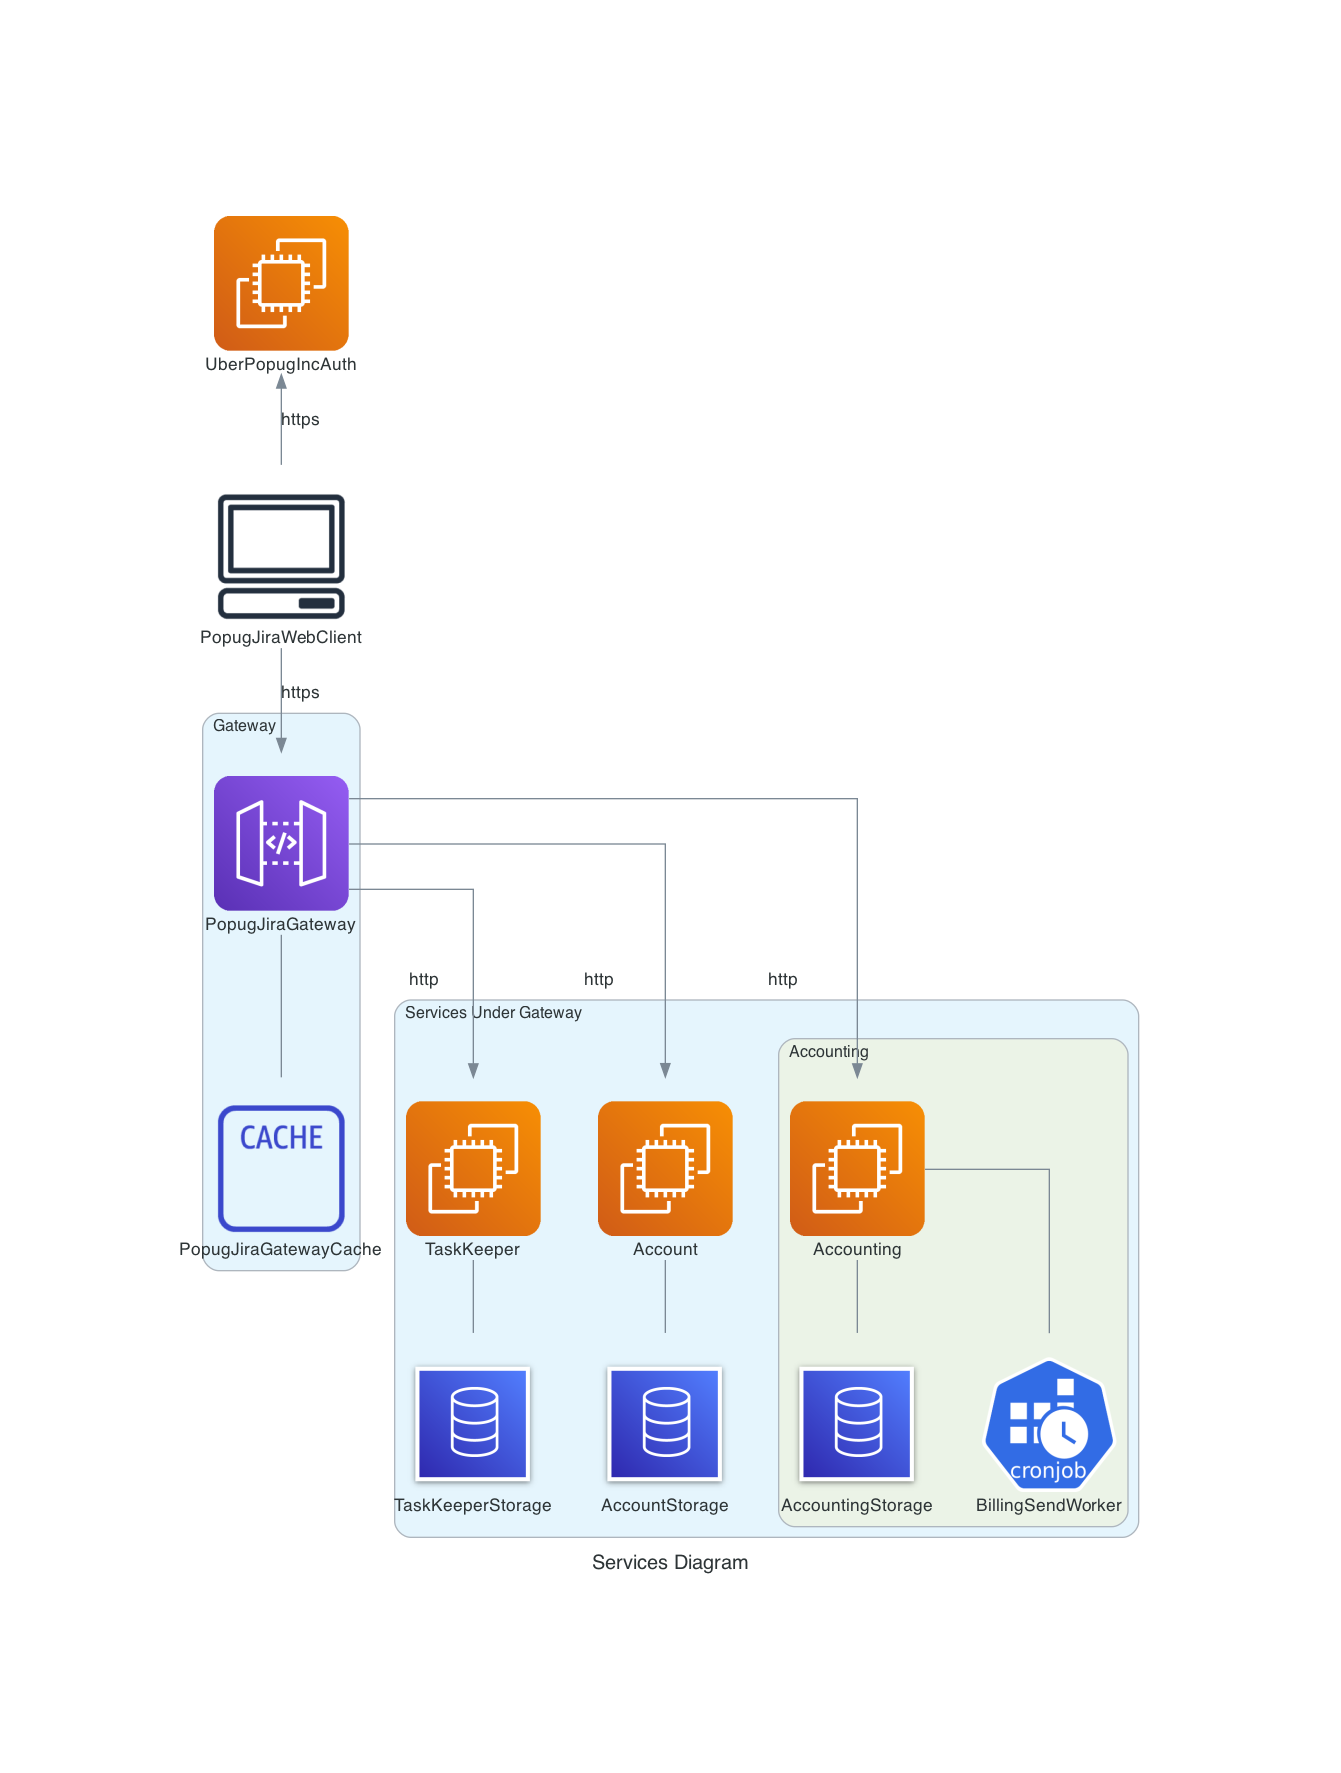 UberPopugIncAuth
https
PopugJiraWebClient
https
Gateway
PopugJiraGateway
http
http
http
Services Under Gateway
Accounting
CACHE
PopugJiraGatewayCache
TaskKeeper
Account
Accounting
cronjob
TaskKeeperStorage
AccountStorage
AccountingStorage
BillingSendWorker
Services Diagram